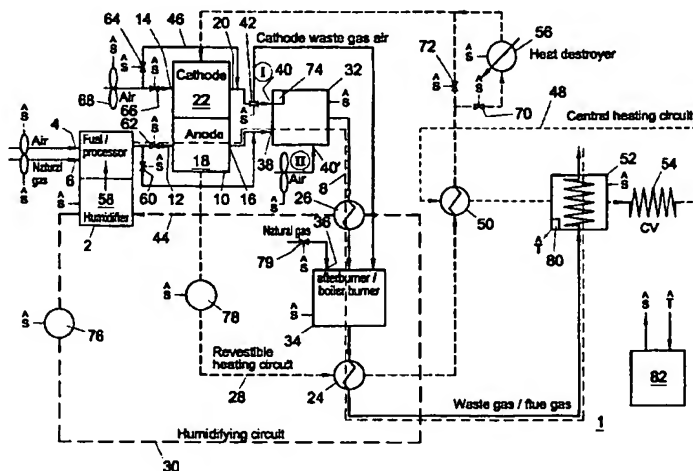 64
14
46
20
42
Cathode waste gas air
72
56
Heat destroyer
A S
Cathode
22
I
40
74
32
68
Air
66
62
Anode
18
70
48
Central heating circuit
Air
4
Fuel / processor
Natural gas
6
58
Humidifier
2
60
12
10
16
38
II
Air
40'
8
26
44
50
52
54
CV
80
A T
Natural gas
36
79
afterburner / boiler burner
34
76
78
Revestible heating circuit
28
24
Waste gas / flue gas
1
82
Humidifying circuit
30